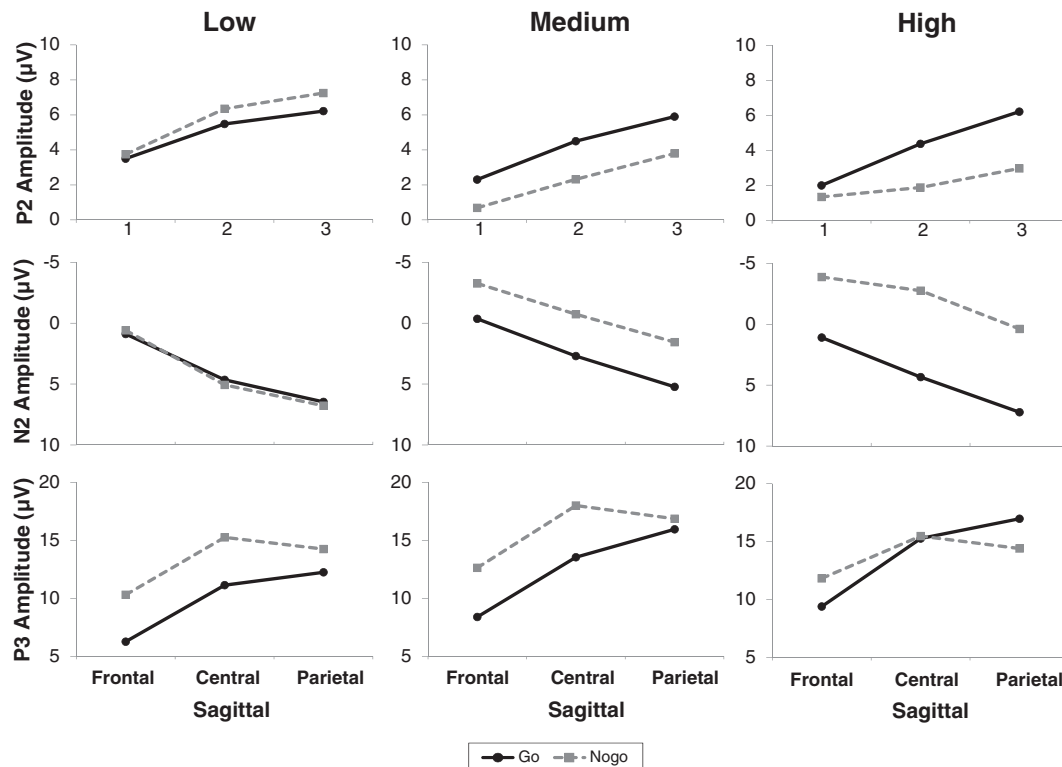 Low Medium High
P2 Amplitude (µV)
10 10 10
8 8 8
6 6 6
4 4 4
2 2 2
0 0 0
1 2 3 1 2 3 1 2 3
N2 Amplitude (µV)
-5 -5 -5
0 0 0
5 5 5
10 10 10
P3 Amplitude (µV)
20 20 20
15 15 15
10 10 10
5 5 5
Frontal Central Parietal Frontal Central Parietal Frontal Central Parietal
Sagittal Sagittal Sagittal
Go Nogo